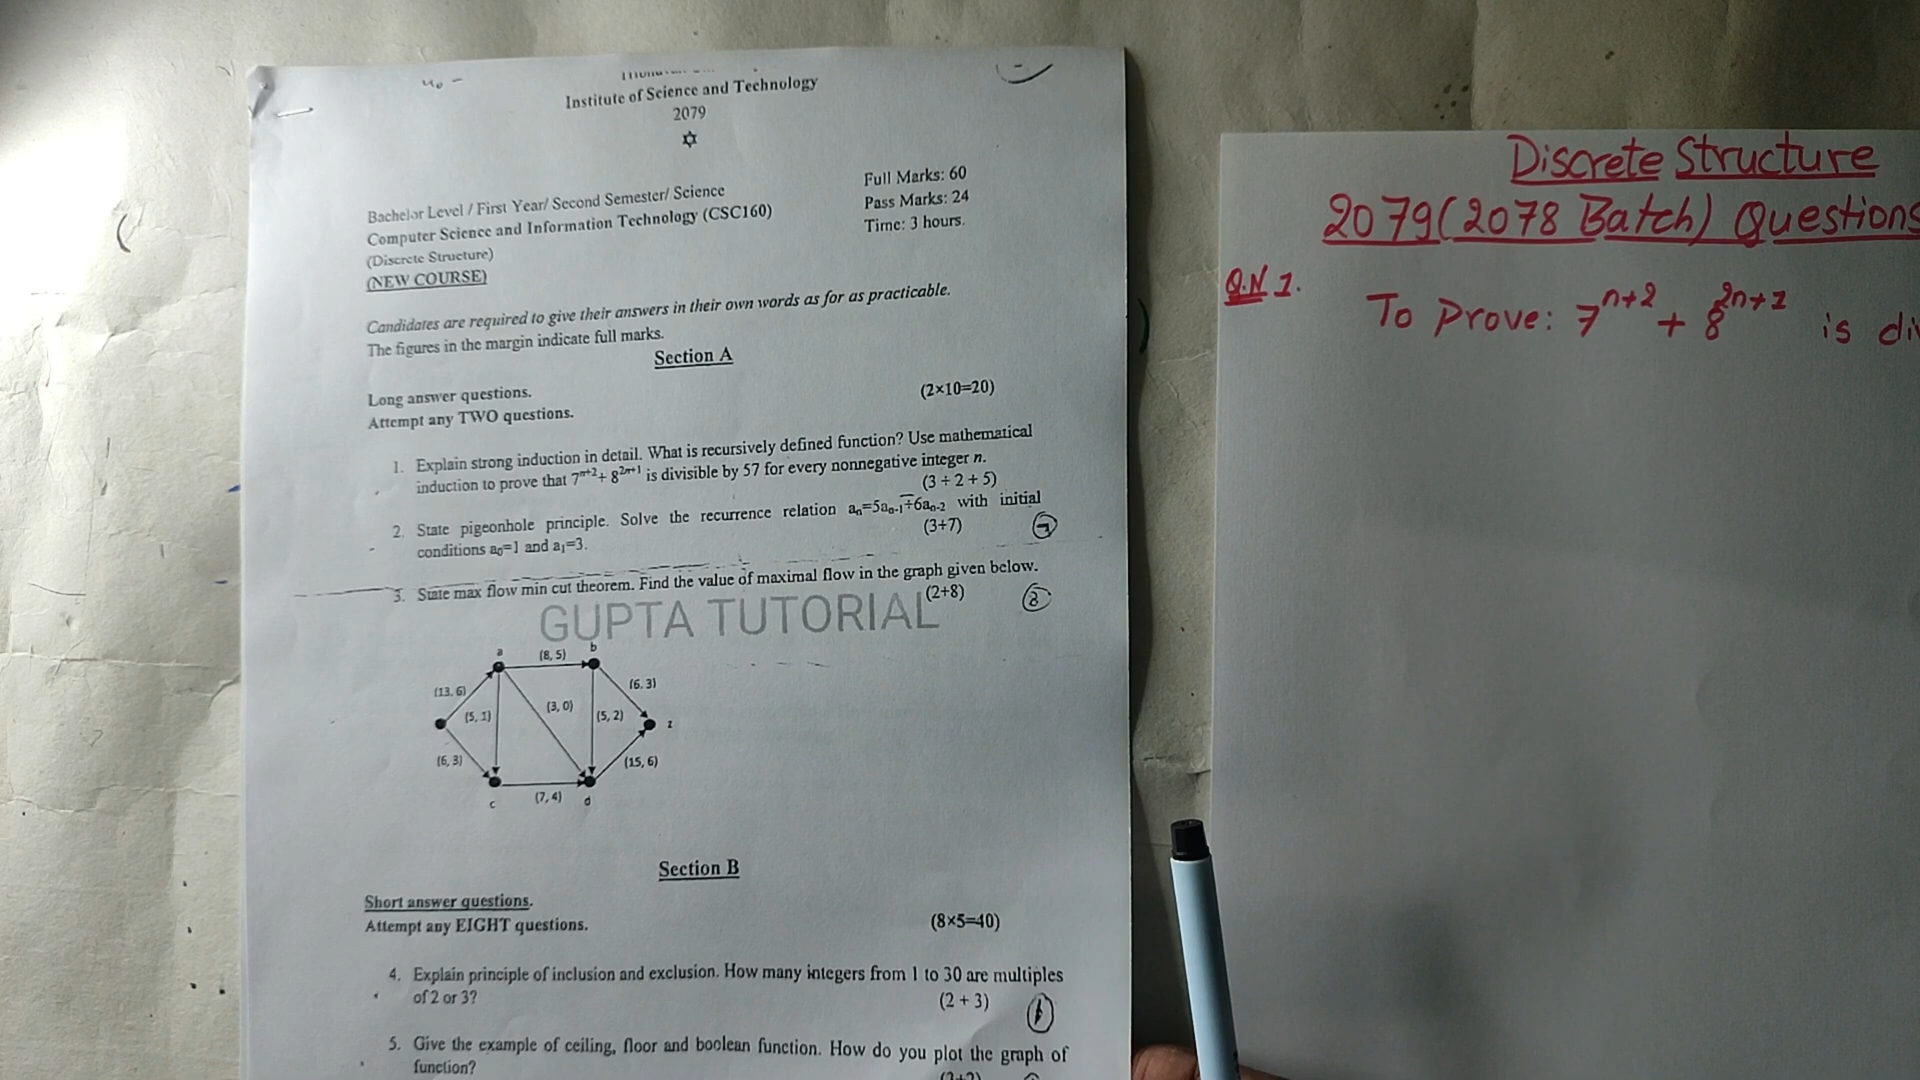 Institute of Science and Technology
2079
Bachelor Level / First Year/ Second Semester/ Science
Full Marks: 60
Computer Science and Information Technology (CSC160)
Pass Marks: 24
(Discrete Structure)
Time: 3 hours.
(NEW COURSE)
Candidates are required to give their answers in their own words as for as practicable.
The figures in the margin indicate full marks.
Section A
Long answer questions.
(2×10=20)
Attempt any TWO questions.
1. Explain strong induction in detail. What is recursively defined function? Use mathematical
induction to prove that 7ⁿ⁺²+ 8²ⁿ⁺¹ is divisible by 57 for every nonnegative integer n.
(3 + 2 + 5)
2. State pigeonhole principle. Solve the recurrence relation aₙ=5aₙ₋₁+6aₙ₋₂ with initial
conditions a₀=1 and a₁=3.
(3+7)
3. State max flow min cut theorem. Find the value of maximal flow in the graph given below.
(2+8)
GUPTA TUTORIAL
a
(8, 5)
b
(13, 6)
(5, 1)
(3, 0)
(5, 2)
(6, 3)
z
(6, 3)
(15, 6)
c
(7, 4)
d
Section B
Short answer questions.
Attempt any EIGHT questions.
(8×5=40)
4. Explain principle of inclusion and exclusion. How many integers from 1 to 30 are multiples
of 2 or 3?
(2 + 3)
5. Give the example of ceiling, floor and boolean function. How do you plot the graph of
function?
Discrete Structure
2079(2078 Batch) Questions
Q.N 1.
To Prove: 7ⁿ⁺² + 8²ⁿ⁺¹ is